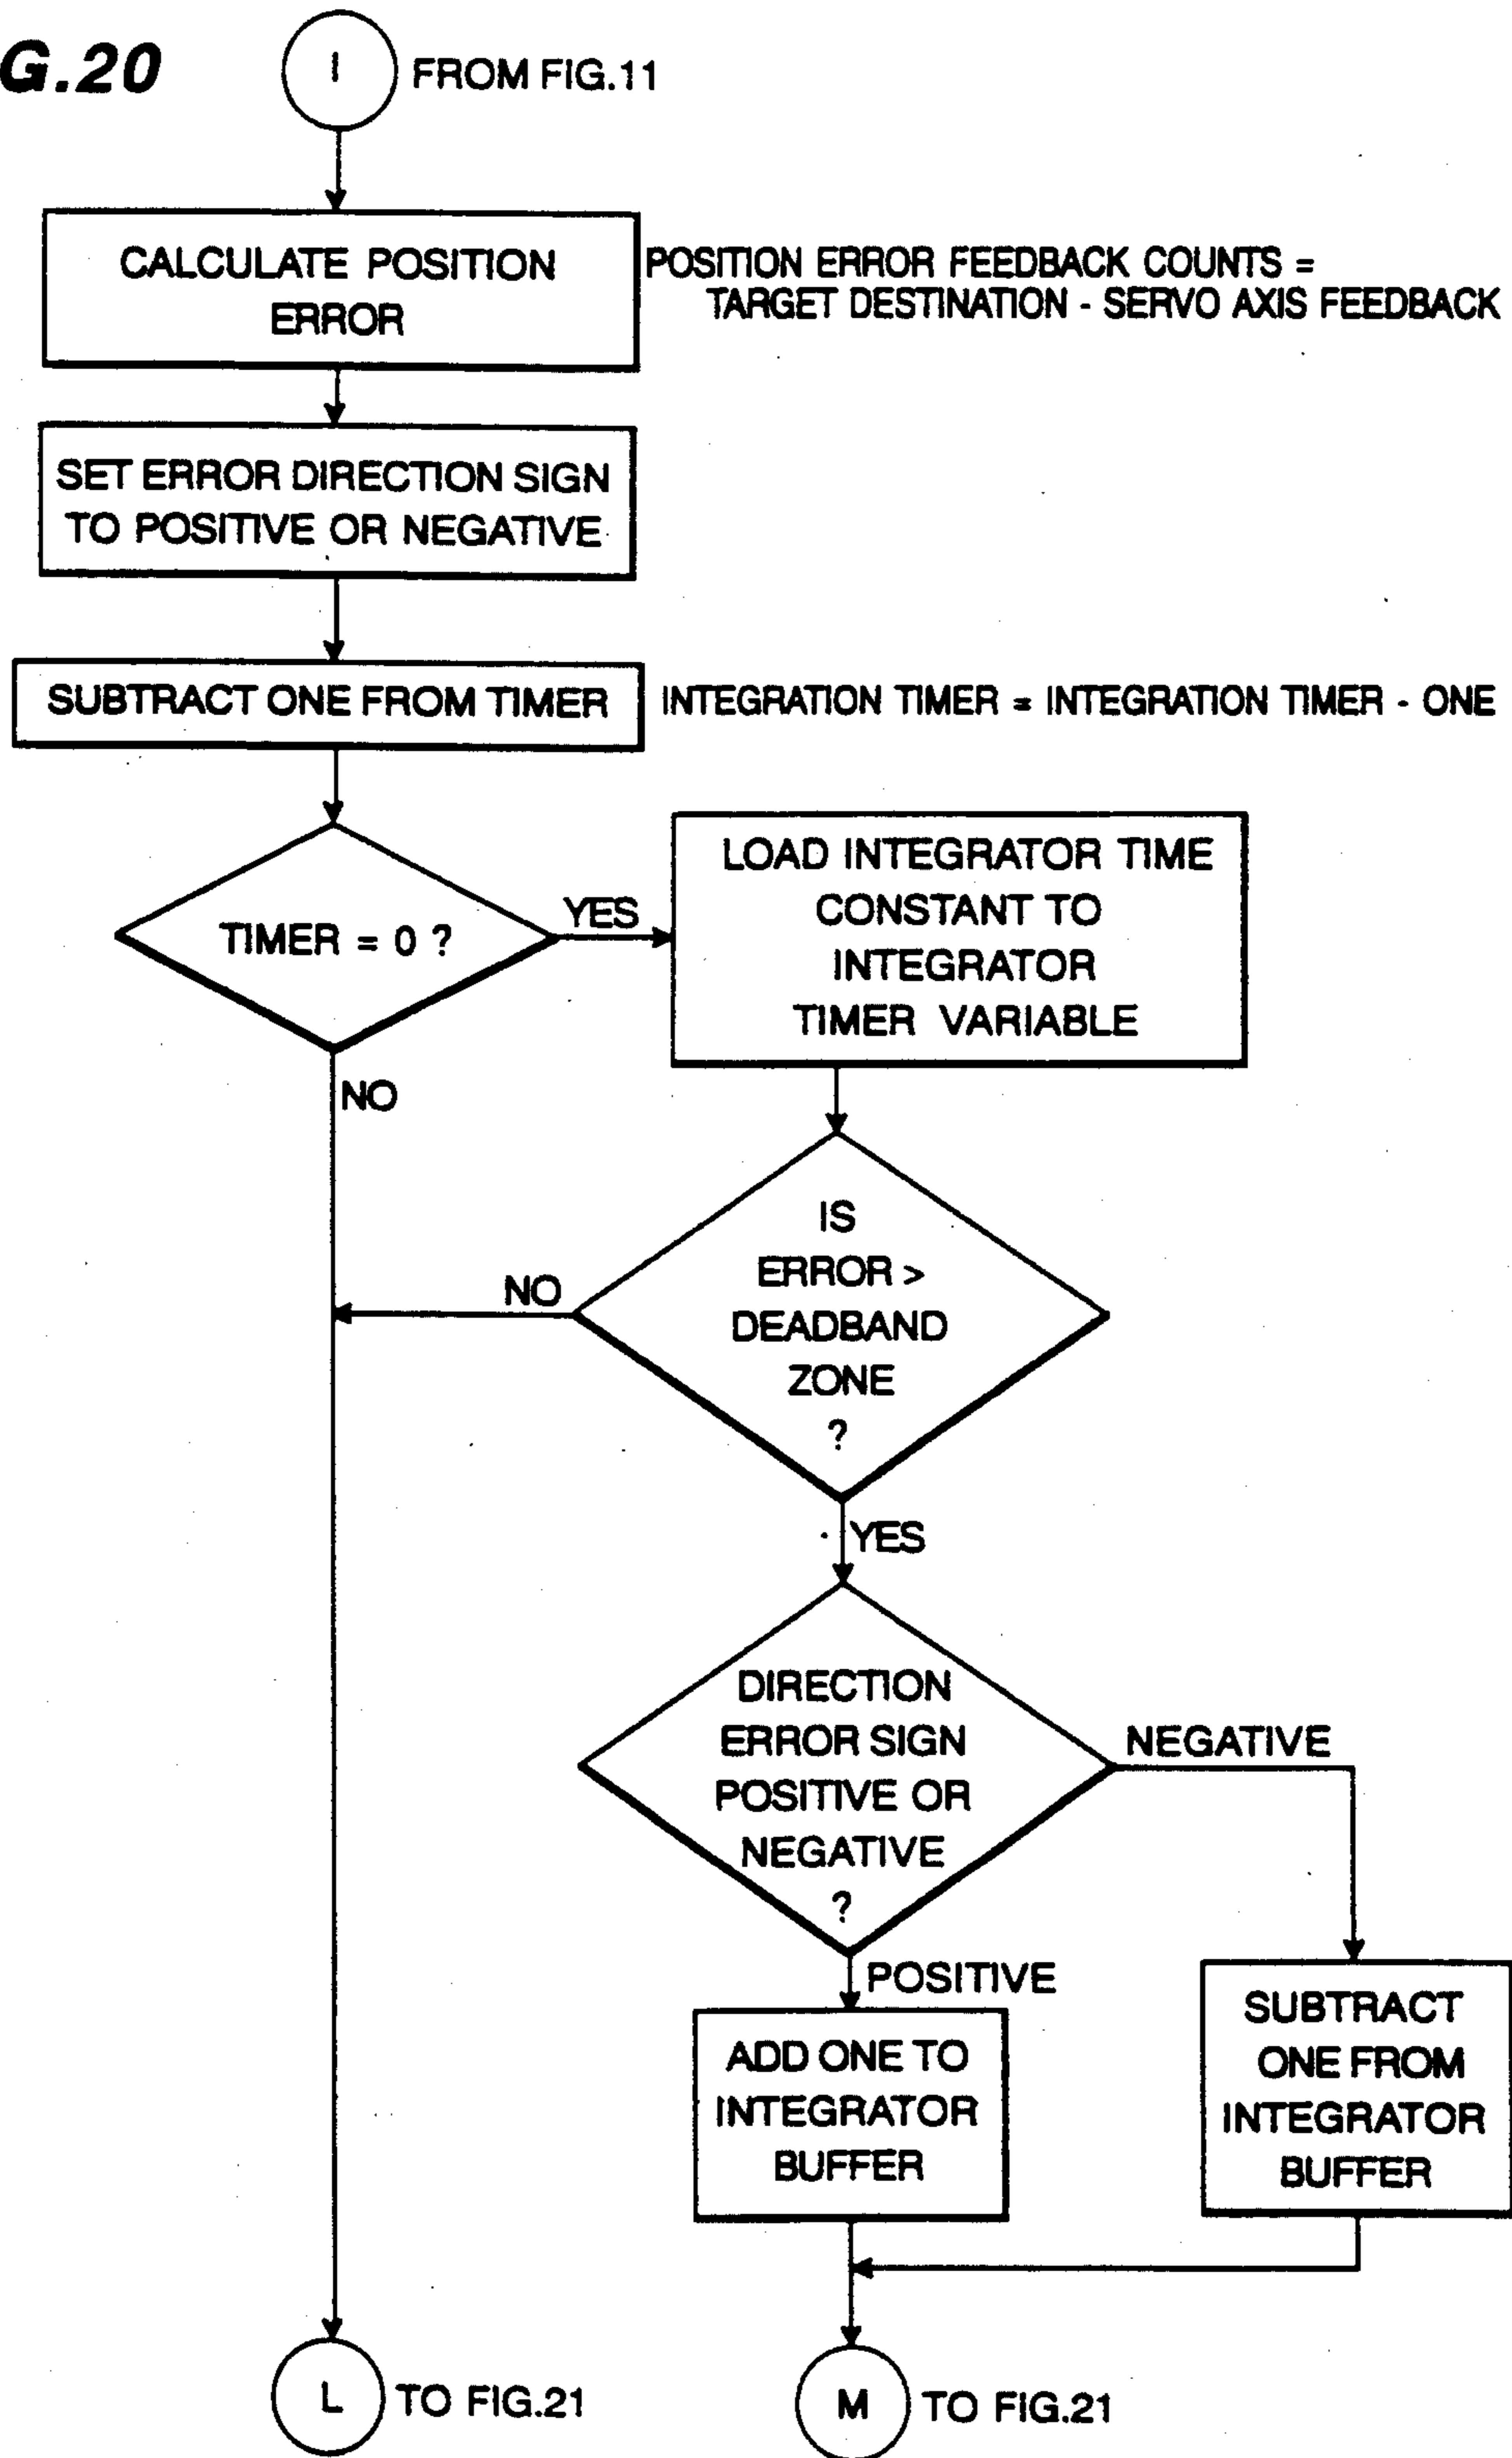 G.20
I
FROM FIG.11
CALCULATE POSITION
ERROR
POSITION ERROR FEEDBACK COUNTS =
TARGET DESTINATION - SERVO AXIS FEEDBACK
SET ERROR DIRECTION SIGN
TO POSITIVE OR NEGATIVE
SUBTRACT ONE FROM TIMER
INTEGRATION TIMER = INTEGRATION TIMER - ONE
TIMER = 0 ?
YES
LOAD INTEGRATOR TIME
CONSTANT TO
INTEGRATOR
TIMER VARIABLE
NO
IS
ERROR >
DEADBAND
ZONE
?
NO
YES
DIRECTION
ERROR SIGN
POSITIVE OR
NEGATIVE
?
NEGATIVE
POSITIVE
ADD ONE TO
INTEGRATOR
BUFFER
SUBTRACT
ONE FROM
INTEGRATOR
BUFFER
L
TO FIG.21
M
TO FIG.21